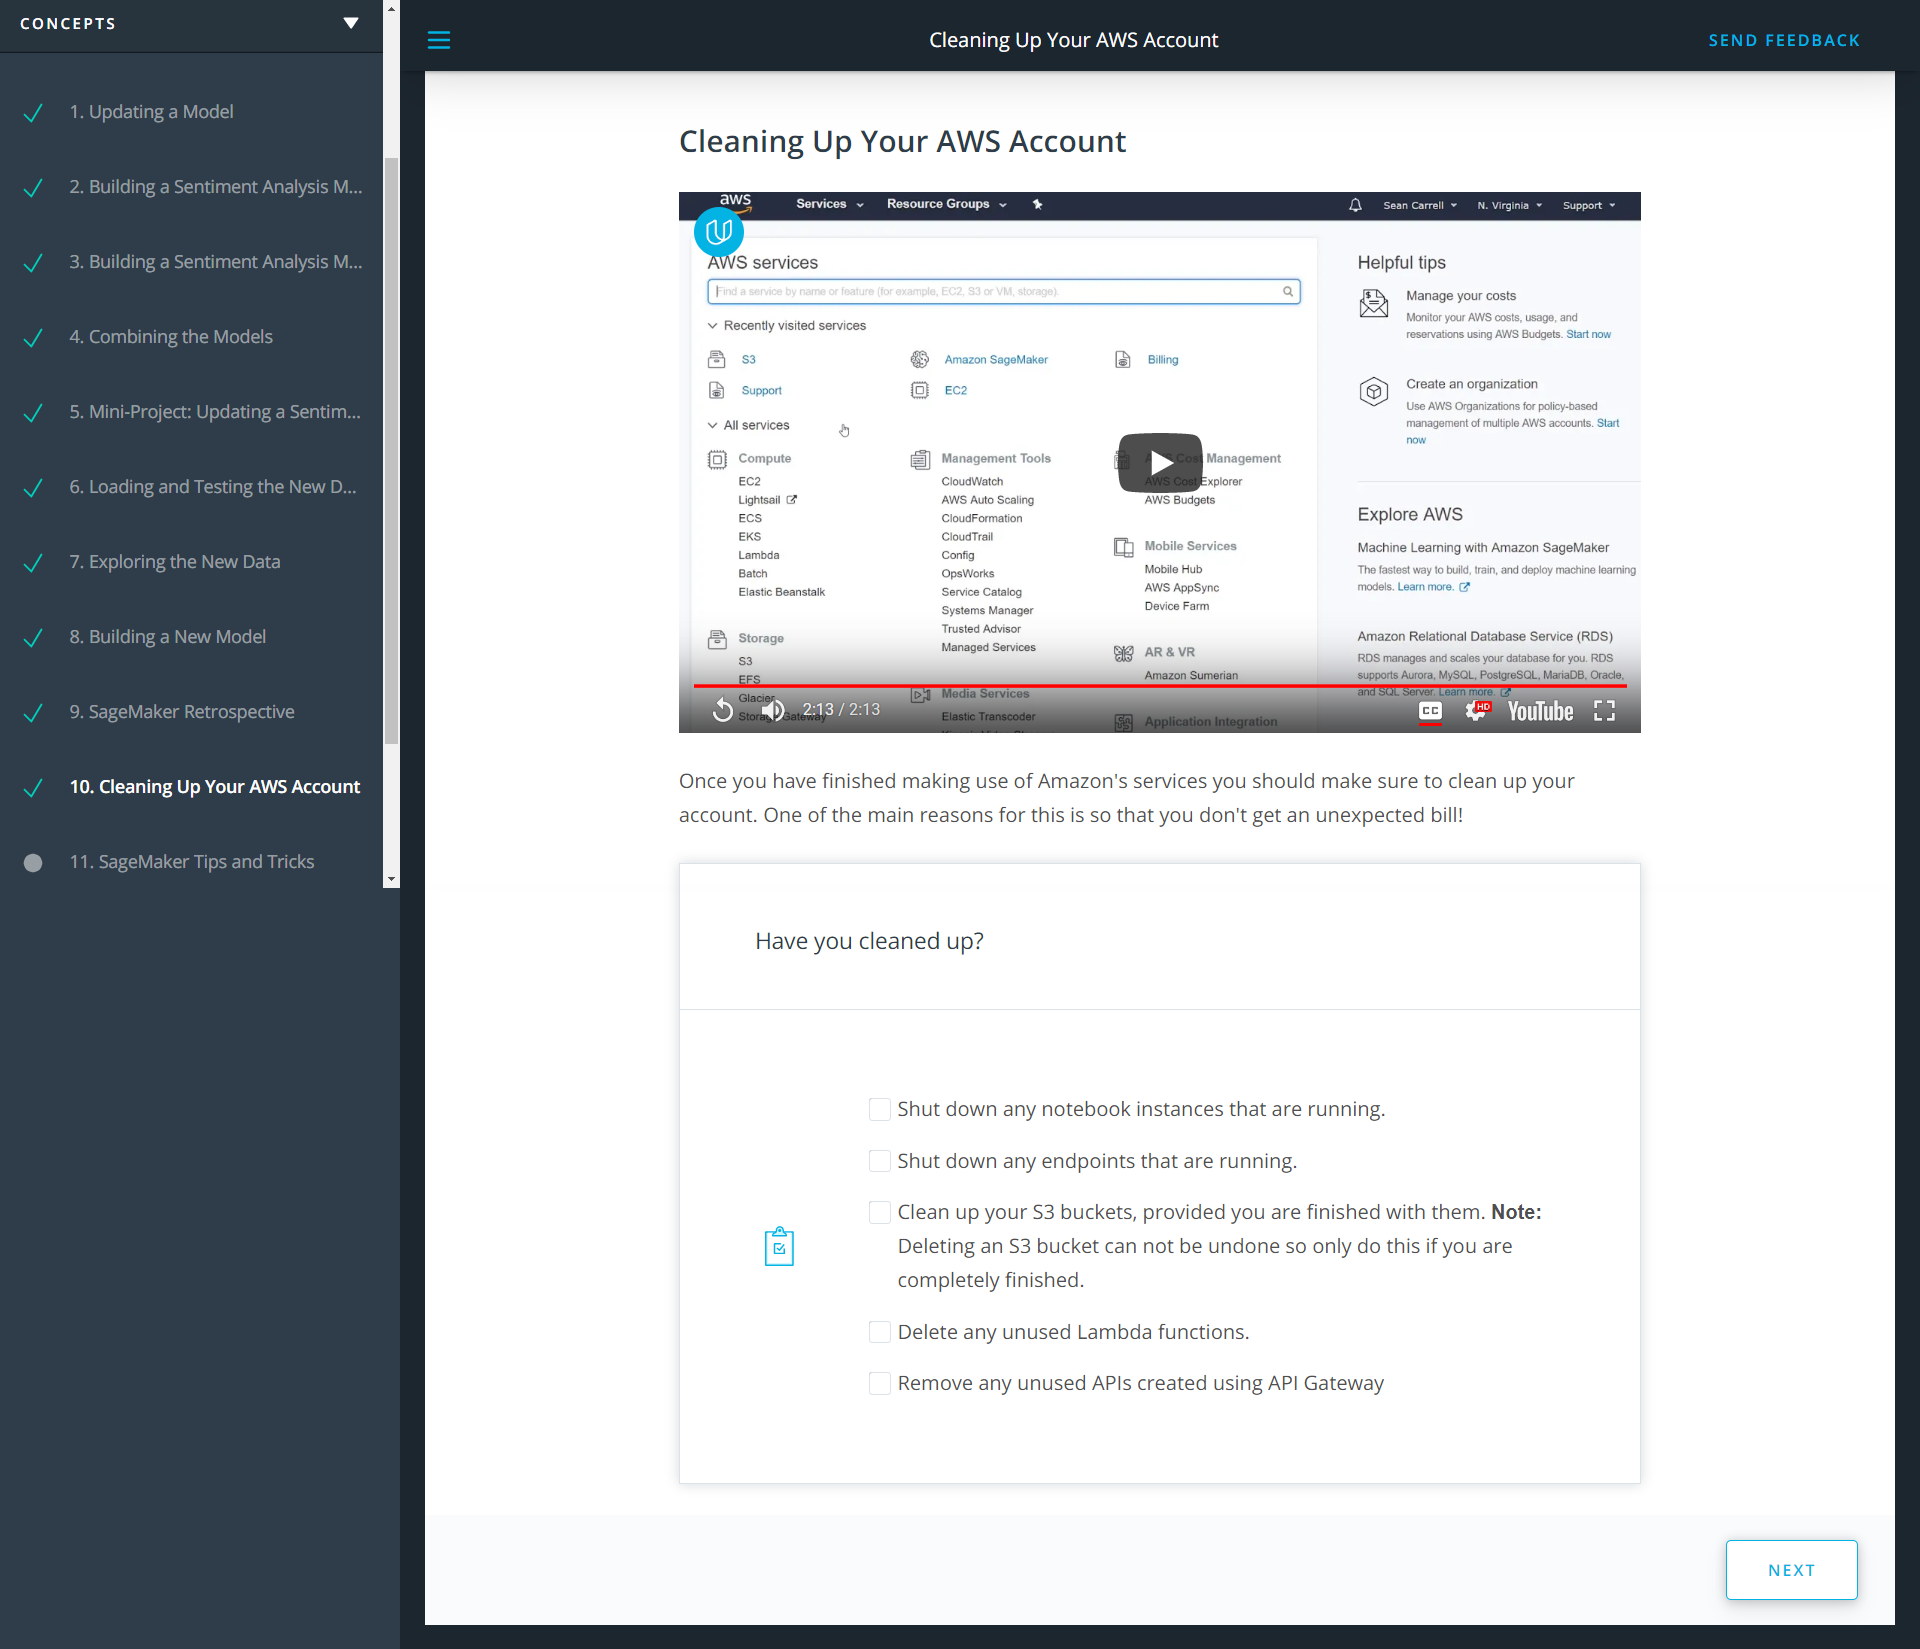 CONCEPTS
1. Updating a Model
2. Building a Sentiment Analysis M...
3. Building a Sentiment Analysis M...
4. Combining the Models
5. Mini-Project: Updating a Sentim...
6. Loading and Testing the New D...
7. Exploring the New Data
8. Building a New Model
9. SageMaker Retrospective
10. Cleaning Up Your AWS Account
11. SageMaker Tips and Tricks
Cleaning Up Your AWS Account
SEND FEEDBACK
Cleaning Up Your AWS Account
aws
Services
Resource Groups
Sean Carrell
N. Virginia
Support
AWS services
Find a service by name or feature (for example, EC2, S3 or VM, storage).
Recently visited services
S3
Amazon SageMaker
Billing
Support
EC2
All services
Compute
EC2
Lightsail
ECS
EKS
Lambda
Batch
Elastic Beanstalk
Storage
S3
EFS
Glacier
Storage Gateway
Management Tools
CloudWatch
AWS Auto Scaling
CloudFormation
CloudTrail
Config
OpsWorks
Service Catalog
Systems Manager
Trusted Advisor
Managed Services
Media Services
Elastic Transcoder
AWS Cost Management
AWS Cost Explorer
AWS Budgets
Mobile Services
Mobile Hub
AWS AppSync
Device Farm
AR & VR
Amazon Sumerian
Application Integration
Helpful tips
Manage your costs
Monitor your AWS costs, usage, and
reservations using AWS Budgets. Start now
Create an organization
Use AWS Organizations for policy-based
management of multiple AWS accounts. Start
now
Explore AWS
Machine Learning with Amazon SageMaker
The fastest way to build, train, and deploy machine learning
models. Learn more.
Amazon Relational Database Service (RDS)
RDS manages and scales your database for you. RDS
supports Aurora, MySQL, PostgreSQL, MariaDB, Oracle,
and SQL Server. Learn more.
2:13 / 2:13
CC
HD
YouTube
Once you have finished making use of Amazon's services you should make sure to clean up your
account. One of the main reasons for this is so that you don't get an unexpected bill!
Have you cleaned up?
Shut down any notebook instances that are running.
Shut down any endpoints that are running.
Clean up your S3 buckets, provided you are finished with them. Note:
Deleting an S3 bucket can not be undone so only do this if you are
completely finished.
Delete any unused Lambda functions.
Remove any unused APIs created using API Gateway
NEXT